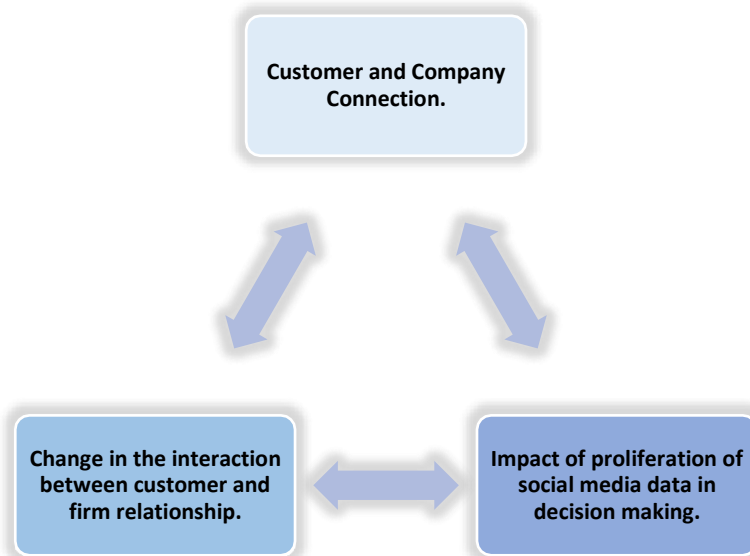 Customer and Company
Connection.
Change in the interaction
between customer and
firm relationship.
Impact of proliferation of
social media data in
decision making.